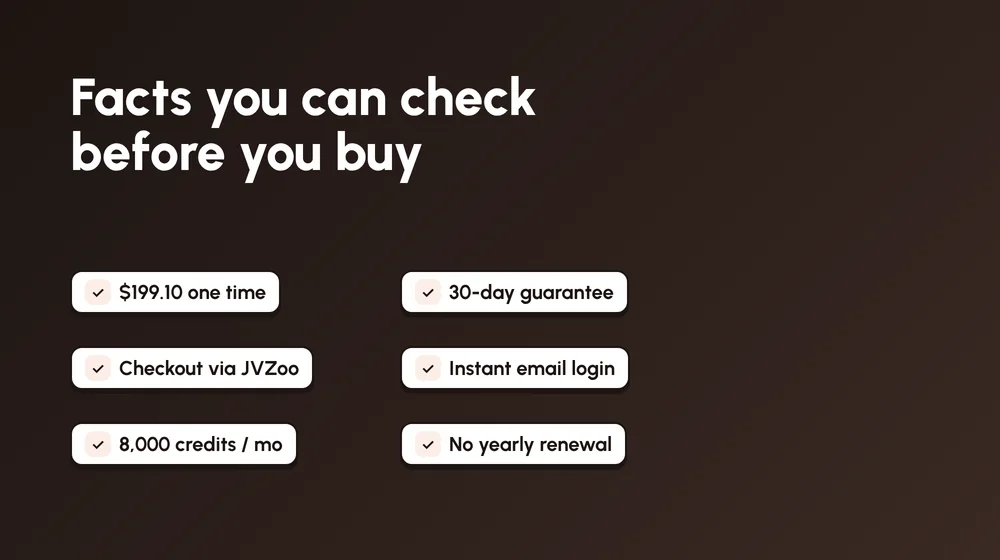 Facts you can check
before you buy
$199.10 one time
30-day guarantee
Checkout via JVZoo
Instant email login
8,000 credits / mo
No yearly renewal